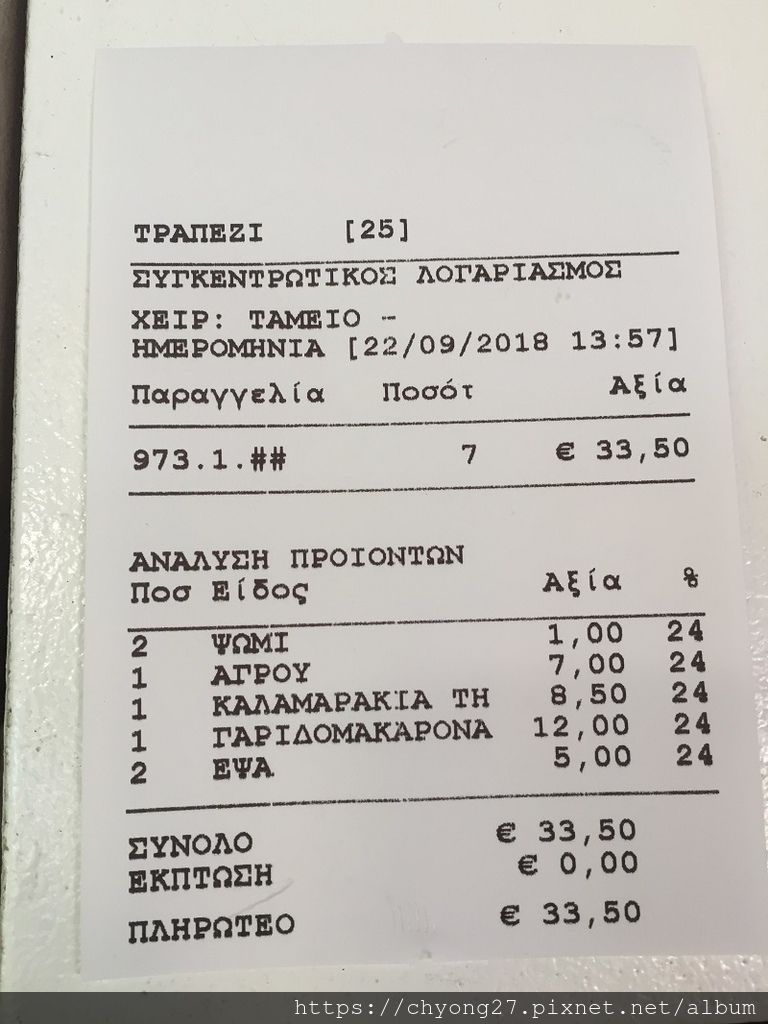 ΤΡΑΠΕΖΙ [25]
ΣΥΓΚΕΝΤΡΩΤΙΚΟΣ ΛΟΓΑΡΙΑΣΜΟΣ
ΧΕΙΡ: ΤΑΜΕΙΟ -
ΗΜΕΡΟΜΗΝΙΑ [22/09/2018 13:57]
Παραγγελία Ποσότ Αξία
973.1.## 7 € 33,50
ΑΝΑΛΥΣΗ ΠΡΟΙΟΝΤΩΝ
Ποσ Είδος Αξία %
2 ΨΩΜΙ 1,00 24
1 ΑΓΡΟΥ 7,00 24
1 ΚΑΛΑΜΑΡΑΚΙΑ ΤΗ 8,50 24
1 ΓΑΡΙΔΟΜΑΚΑΡΟΝΑ 12,00 24
2 ΕΨΑ 5,00 24
ΣΥΝΟΛΟ € 33,50
ΕΚΠΤΩΣΗ € 0,00
ΠΛΗΡΩΤΕΟ € 33,50
https://chyong27.pixnet.net/album